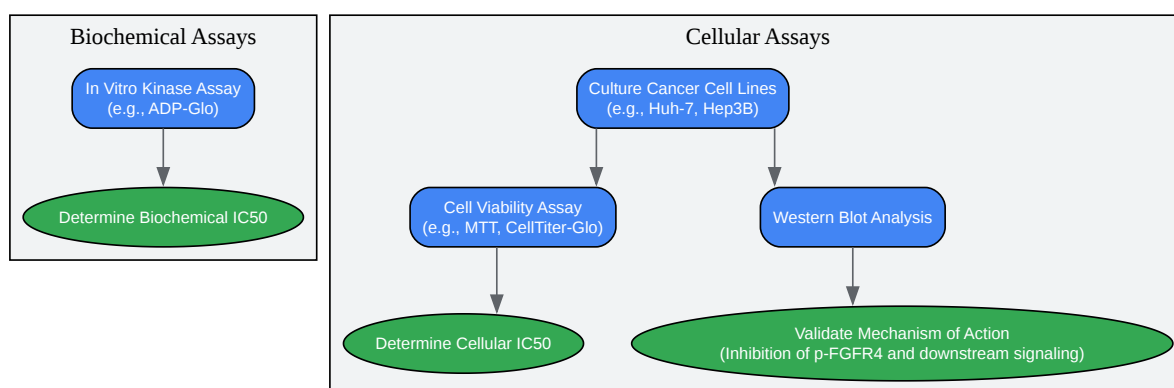 Biochemical Assays
In Vitro Kinase Assay
(e.g., ADP-Glo)
Determine Biochemical IC50
Cellular Assays
Culture Cancer Cell Lines
(e.g., Huh-7, Hep3B)
Cell Viability Assay
(e.g., MTT, CellTiter-Glo)
Western Blot Analysis
Determine Cellular IC50
Validate Mechanism of Action
(Inhibition of p-FGFR4 and downstream signaling)